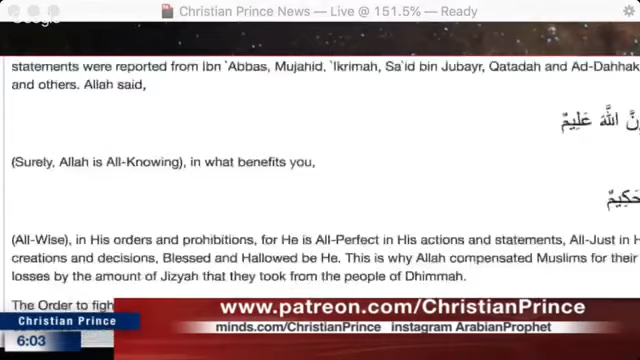 Christian Prince News — Live @ 151.5% — Ready
Google
statements were reported from Ibn `Abbas, Mujahid, `Ikrimah, Sa`id bin Jubayr, Qatadah and Ad-Dahhak
and others. Allah said,
اللَّهَ عَلِيمٌ
(Surely, Allah is All-Knowing), in what benefits you,
حَكِيمٌ
(All-Wise), in His orders and prohibitions, for He is All-Perfect in His actions and statements, All-Just in H
creations and decisions, Blessed and Hallowed be He. This is why Allah compensated Muslims for their
losses by the amount of Jizyah that they took from the people of Dhimmah.
The Order to figh
www.patreon.com/ChristianPrince
Christian Prince
minds.com/ChristianPrince instagram ArabianProphet
6:03